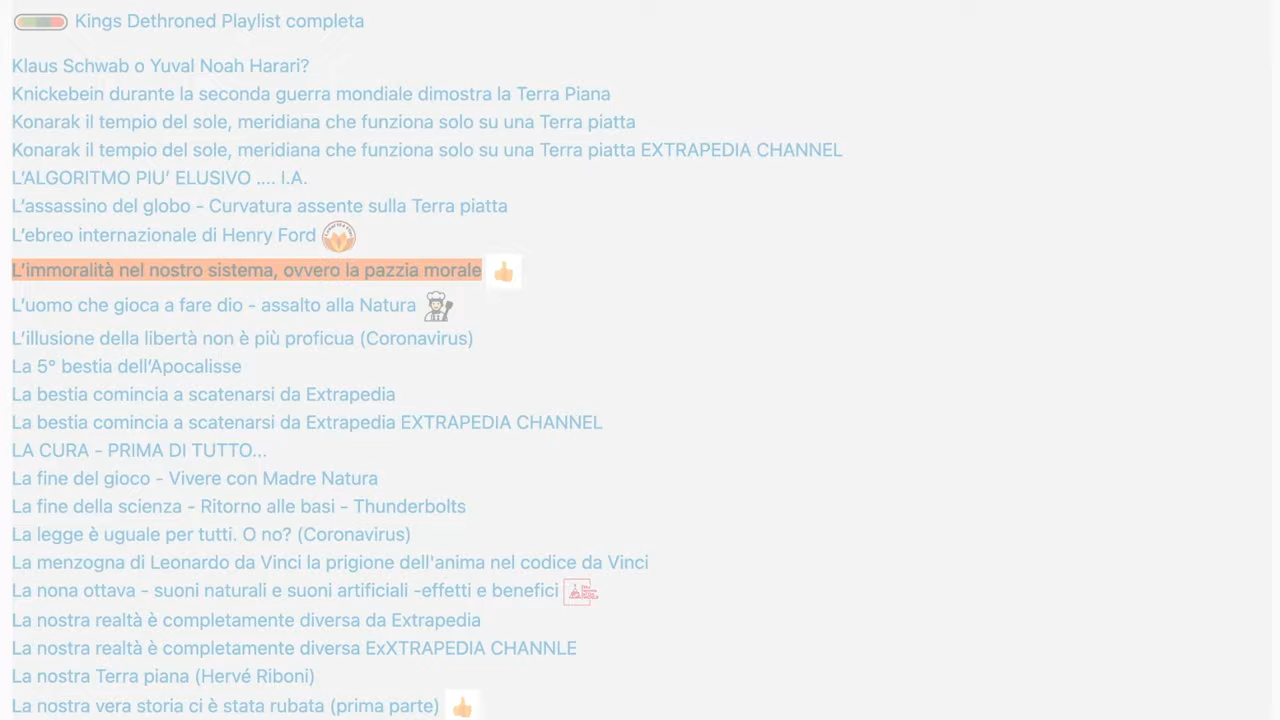 Kings Dethroned Playlist completa
Klaus Schwab o Yuval Noah Harari?
Knickebein durante la seconda guerra mondiale dimostra la Terra Piana
Konarak il tempio del sole, meridiana che funziona solo su una Terra piatta
Konarak il tempio del sole, meridiana che funziona solo su una Terra piatta EXTRAPEDIA CHANNEL
L'ALGORITMO PIU' ELUSIVO .... I.A.
L'assassino del globo - Curvatura assente sulla Terra piatta
L'ebreo internazionale di Henry Ford
L'immoralità nel nostro sistema, ovvero la pazzia morale
L'uomo che gioca a fare dio - assalto alla Natura
L'illusione della libertà non è più proficua (Coronavirus)
La 5° bestia dell'Apocalisse
La bestia comincia a scatenarsi da Extrapedia
La bestia comincia a scatenarsi da Extrapedia EXTRAPEDIA CHANNEL
LA CURA - PRIMA DI TUTTO...
La fine del gioco - Vivere con Madre Natura
La fine della scienza - Ritorno alle basi - Thunderbolts
La legge è uguale per tutti. O no? (Coronavirus)
La menzogna di Leonardo da Vinci la prigione dell'anima nel codice da Vinci
La nona ottava - suoni naturali e suoni artificiali -effetti e benefici
La nostra realtà è completamente diversa da Extrapedia
La nostra realtà è completamente diversa ExXTRAPEDIA CHANNLE
La nostra Terra piana (Hervé Riboni)
La nostra vera storia ci è stata rubata (prima parte)